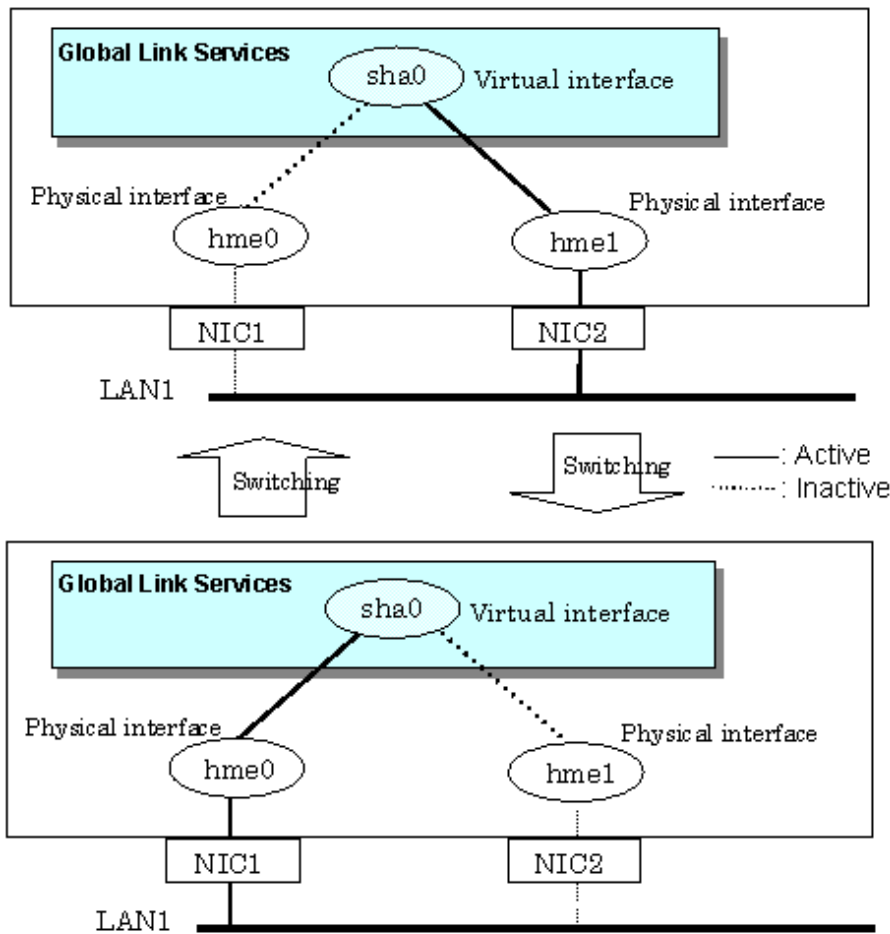 Global Link Services
sha0 Virtual interface
Physical interface
Physical interface
hme0
hme1
NIC1
NIC2
LAN1
Switching
Switching
: Active
: Inactive
Global Link Services
sha0 Virtual interface
Physical interface
Physical interface
hme0
hme1
NIC1
NIC2
LAN1